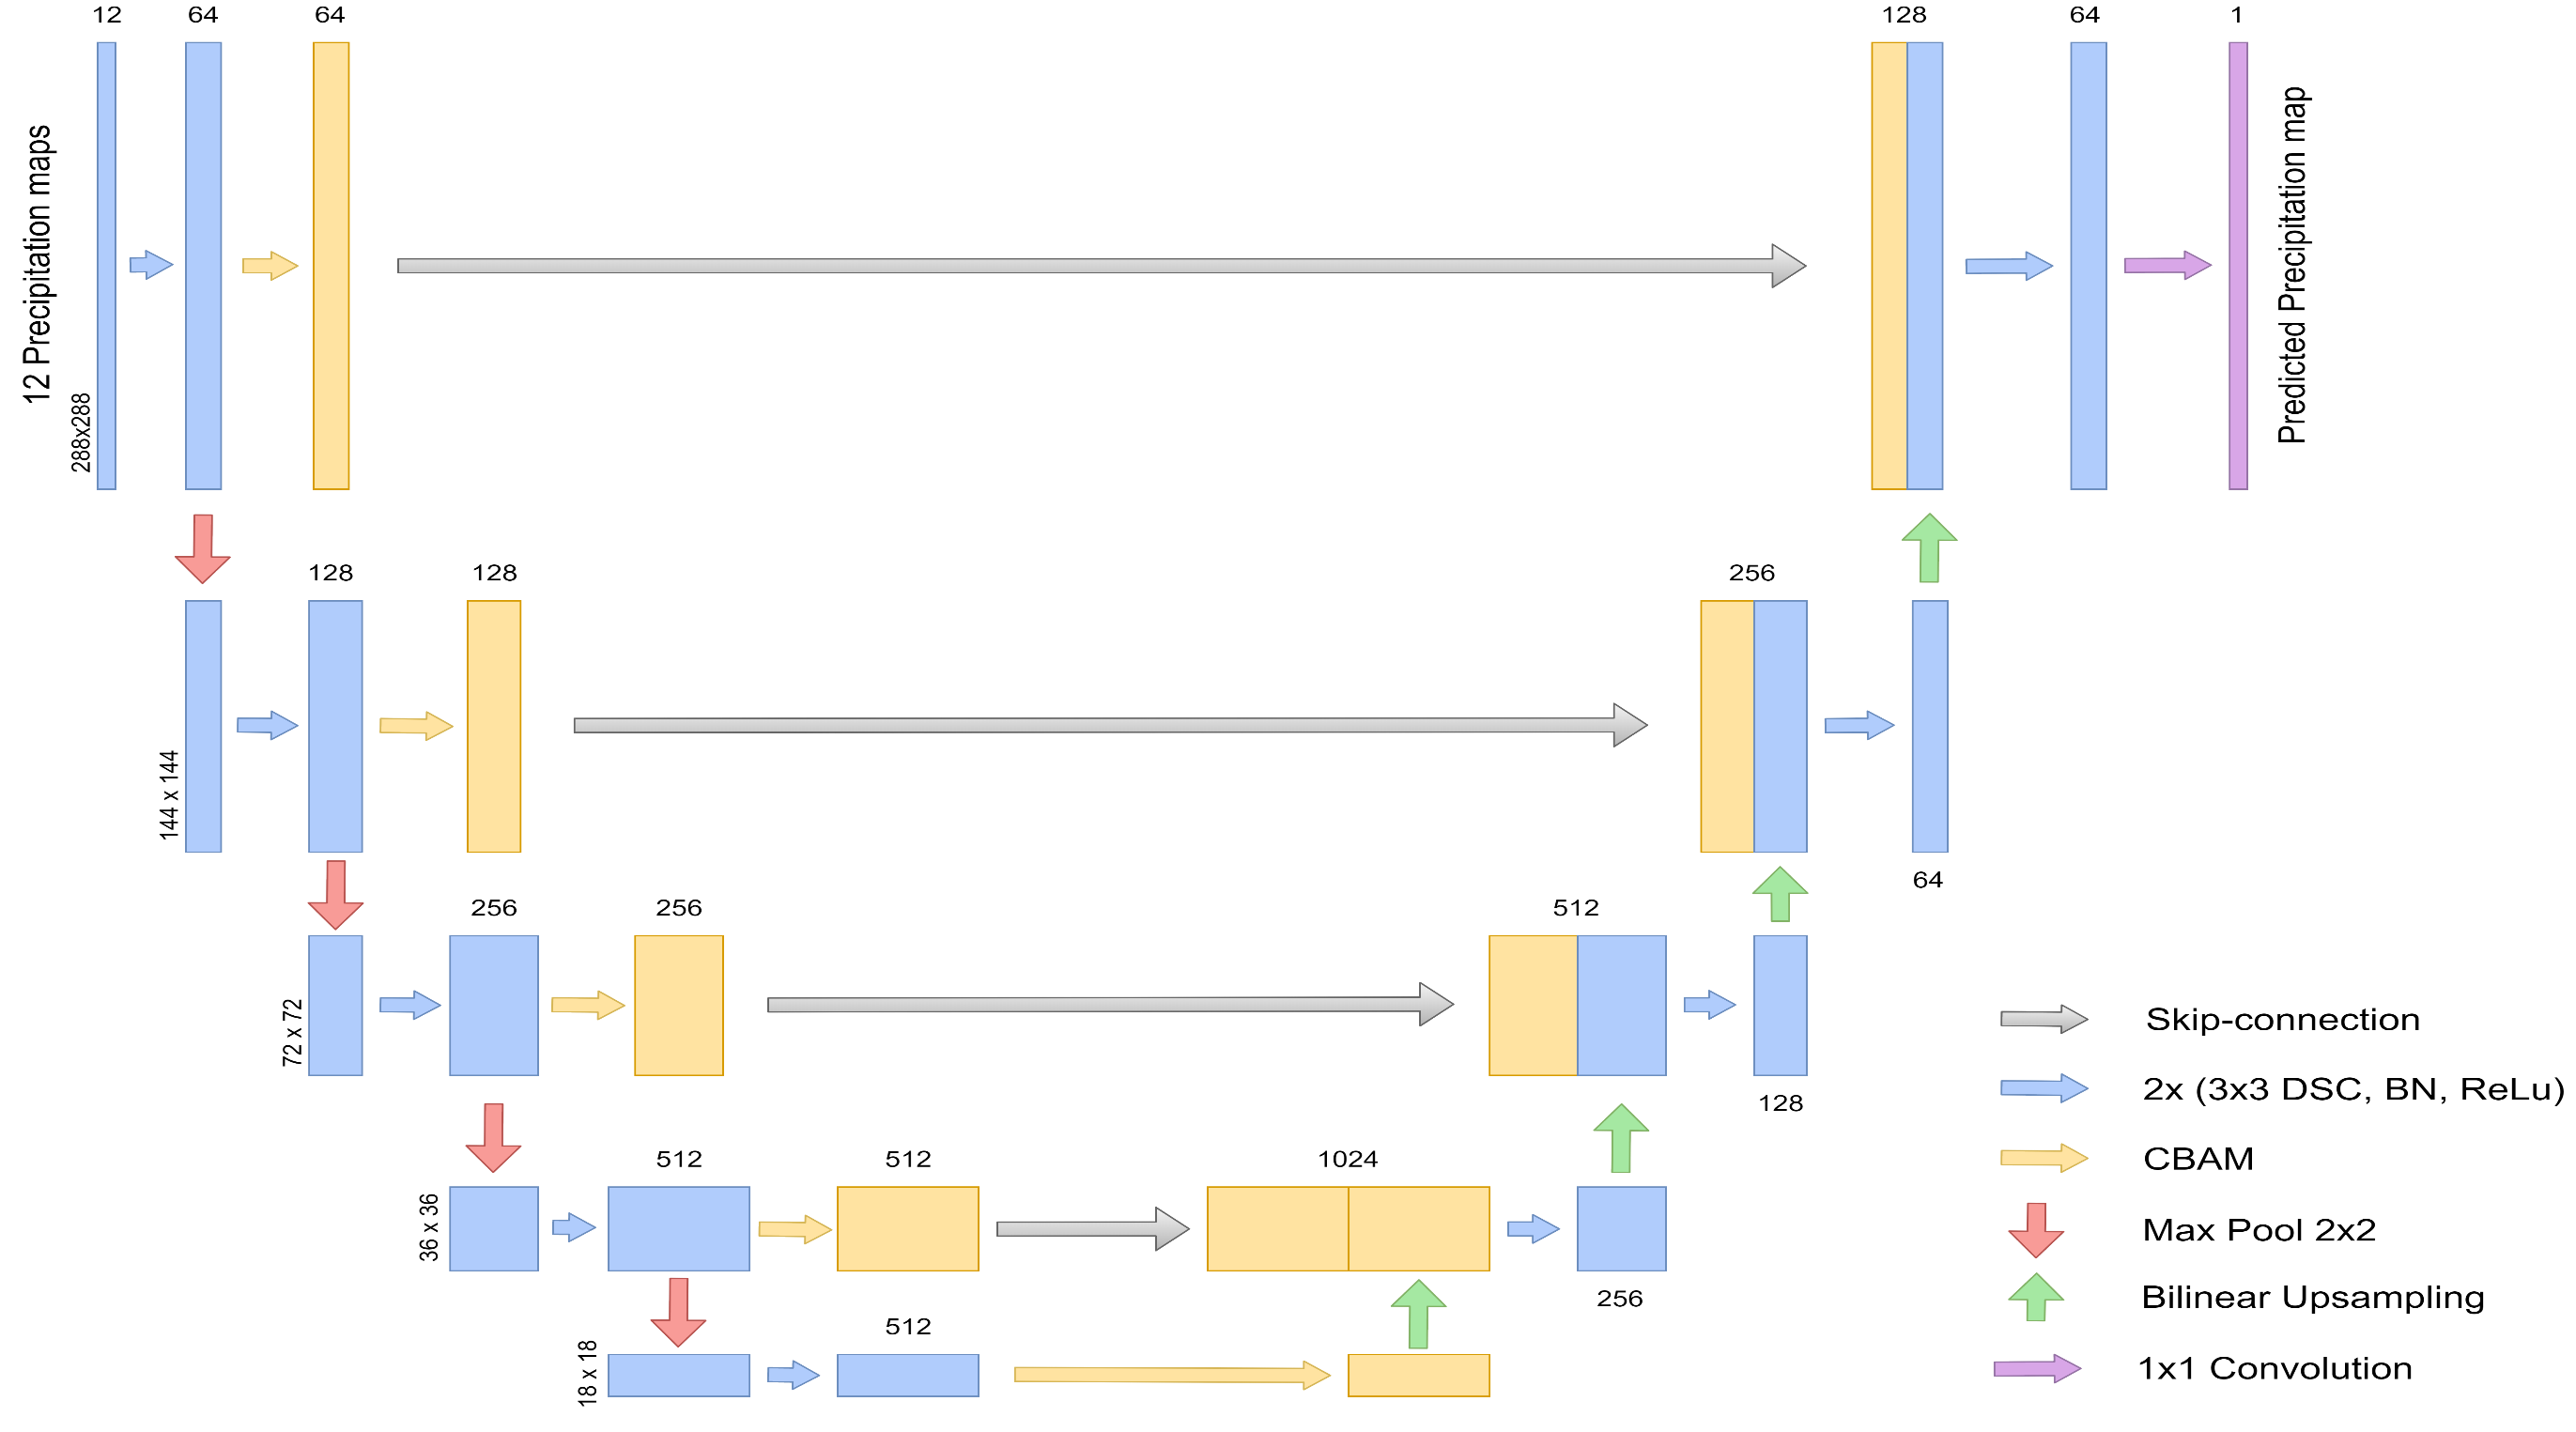 12 64 64 128 64 1
12 Precipitation maps
288x288
Predicted Precipitation map
128 128 256
144 x 144
64
256 256 512
72 x 72
128
512 512 1024
36 x 36
256
512
18 x 18
Skip-connection
2x (3x3 DSC, BN, ReLu)
CBAM
Max Pool 2x2
Bilinear Upsampling
1x1 Convolution